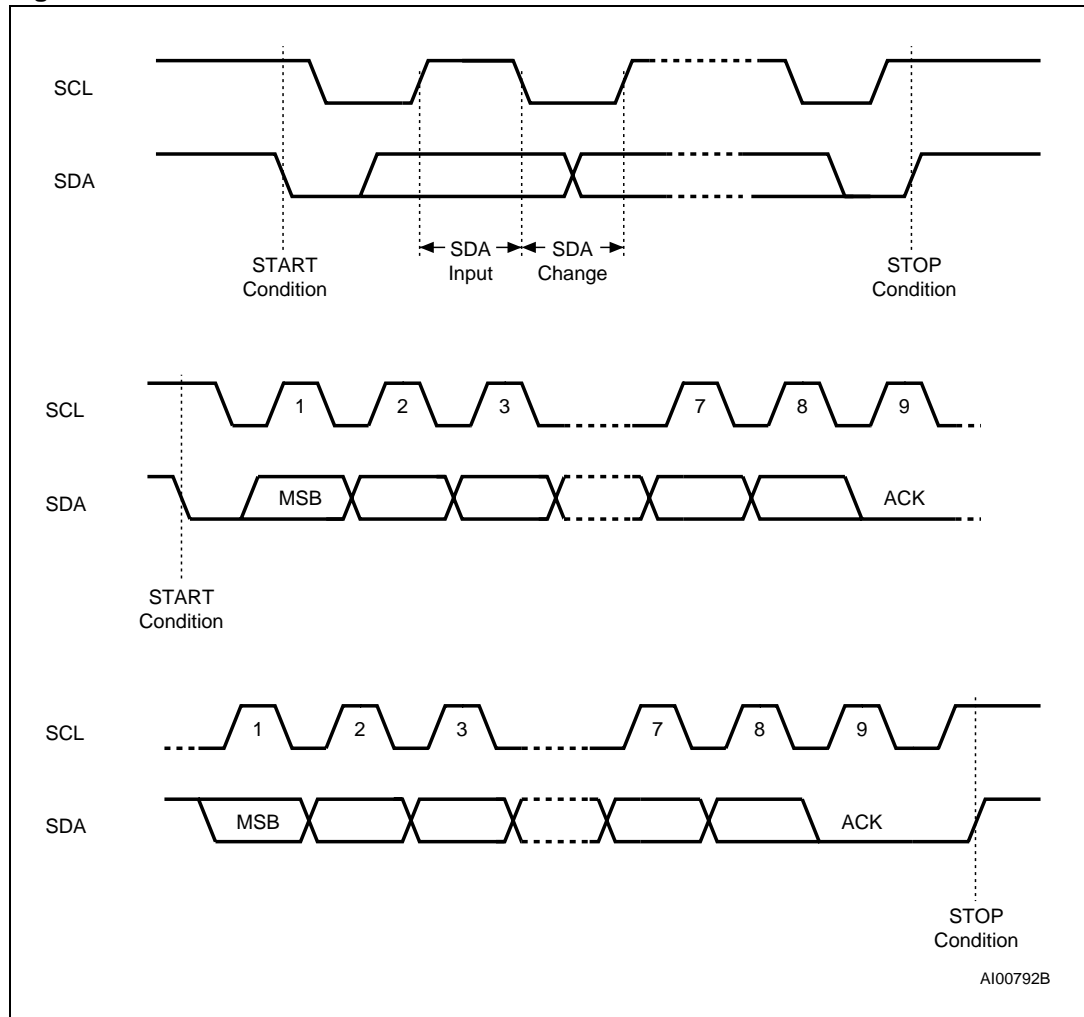 SCL
SDA
SDA Input
SDA Change
START
Condition
STOP
Condition
SCL
1 2 3 7 8 9
SDA
MSB
ACK
START
Condition
SCL
1 2 3 7 8 9
SDA
MSB
ACK
STOP
Condition
AI00792B